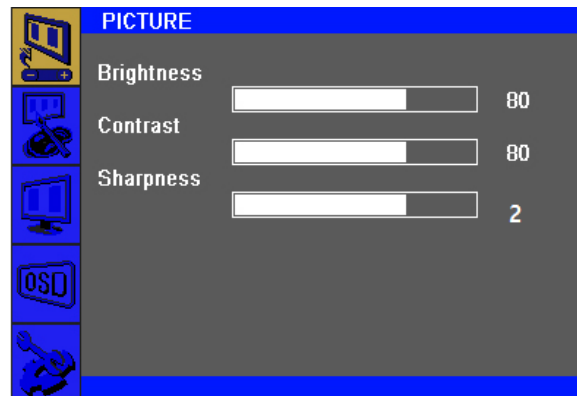 PICTURE
Brightness
80
Contrast
80
Sharpness
2
- +
OSD